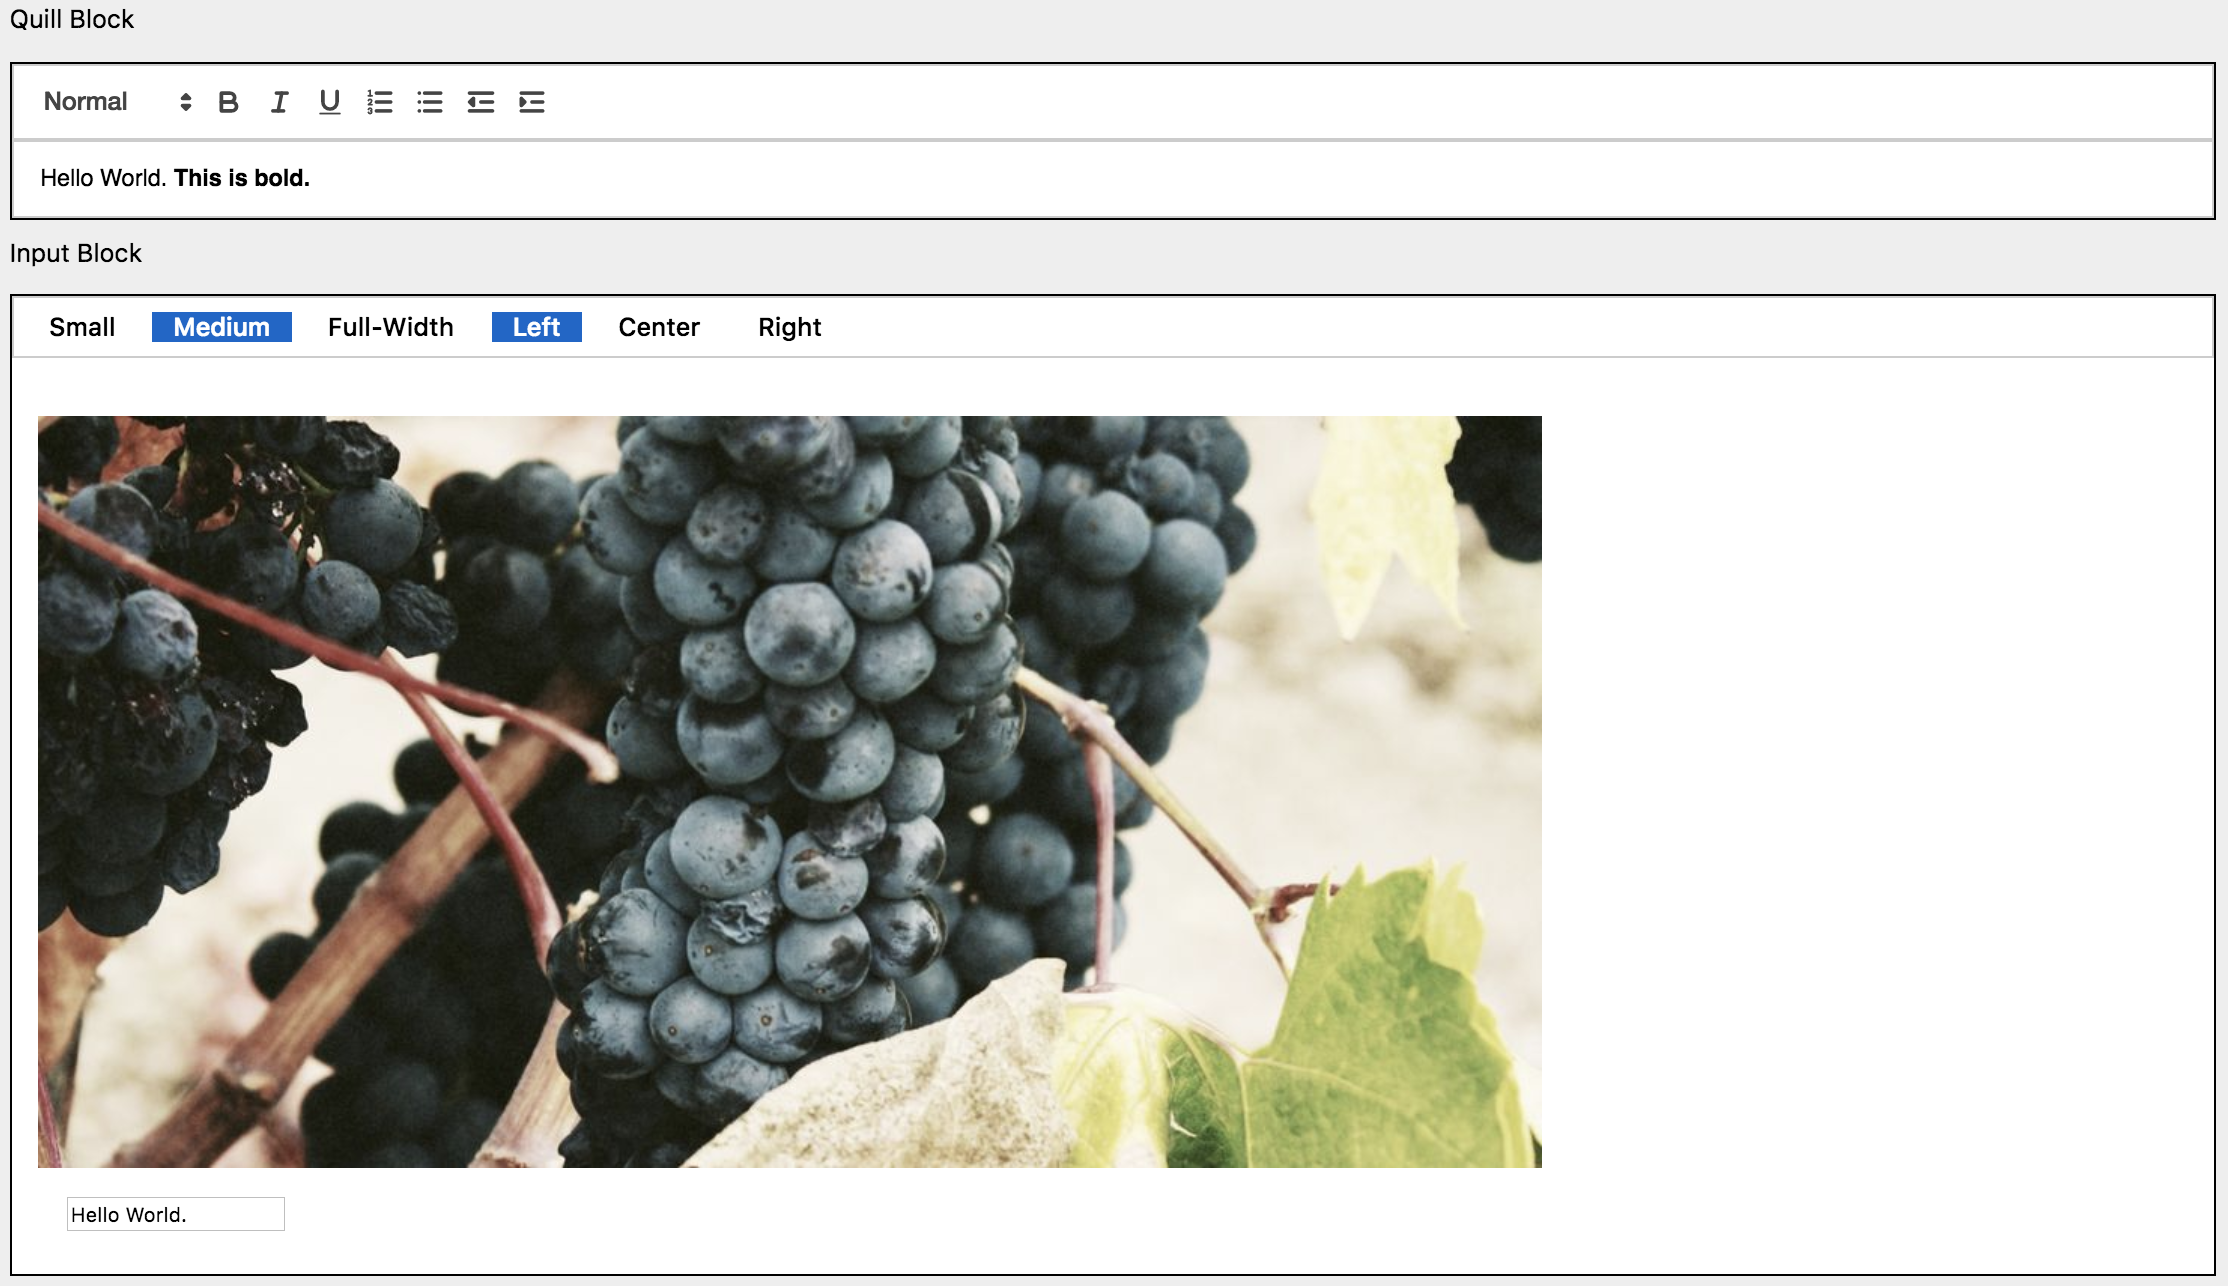 Quill Block
Normal
Hello World. This is bold.
Input Block
Small Medium Full-Width Left Center Right
Hello World.